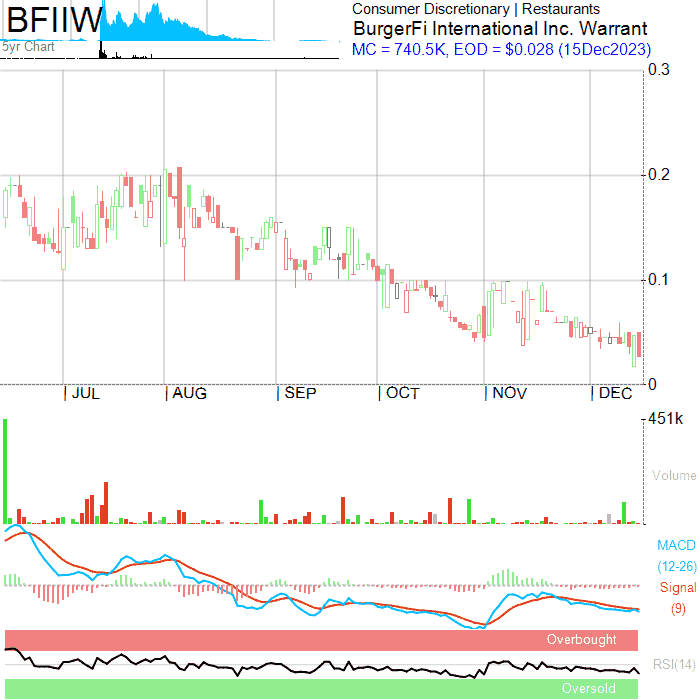 BFIIW
5yr Chart
Consumer Discretionary | Restaurants
BurgerFi International Inc. Warrant
MC = 740.5K, EOD = $0.028 (15Dec2023)
0.3
0.2
0.1
0
| JUL | AUG | SEP | OCT | NOV | DEC
451k
Volume
MACD
(12-26)
Signal
(9)
Overbought
RSI(14)
Oversold